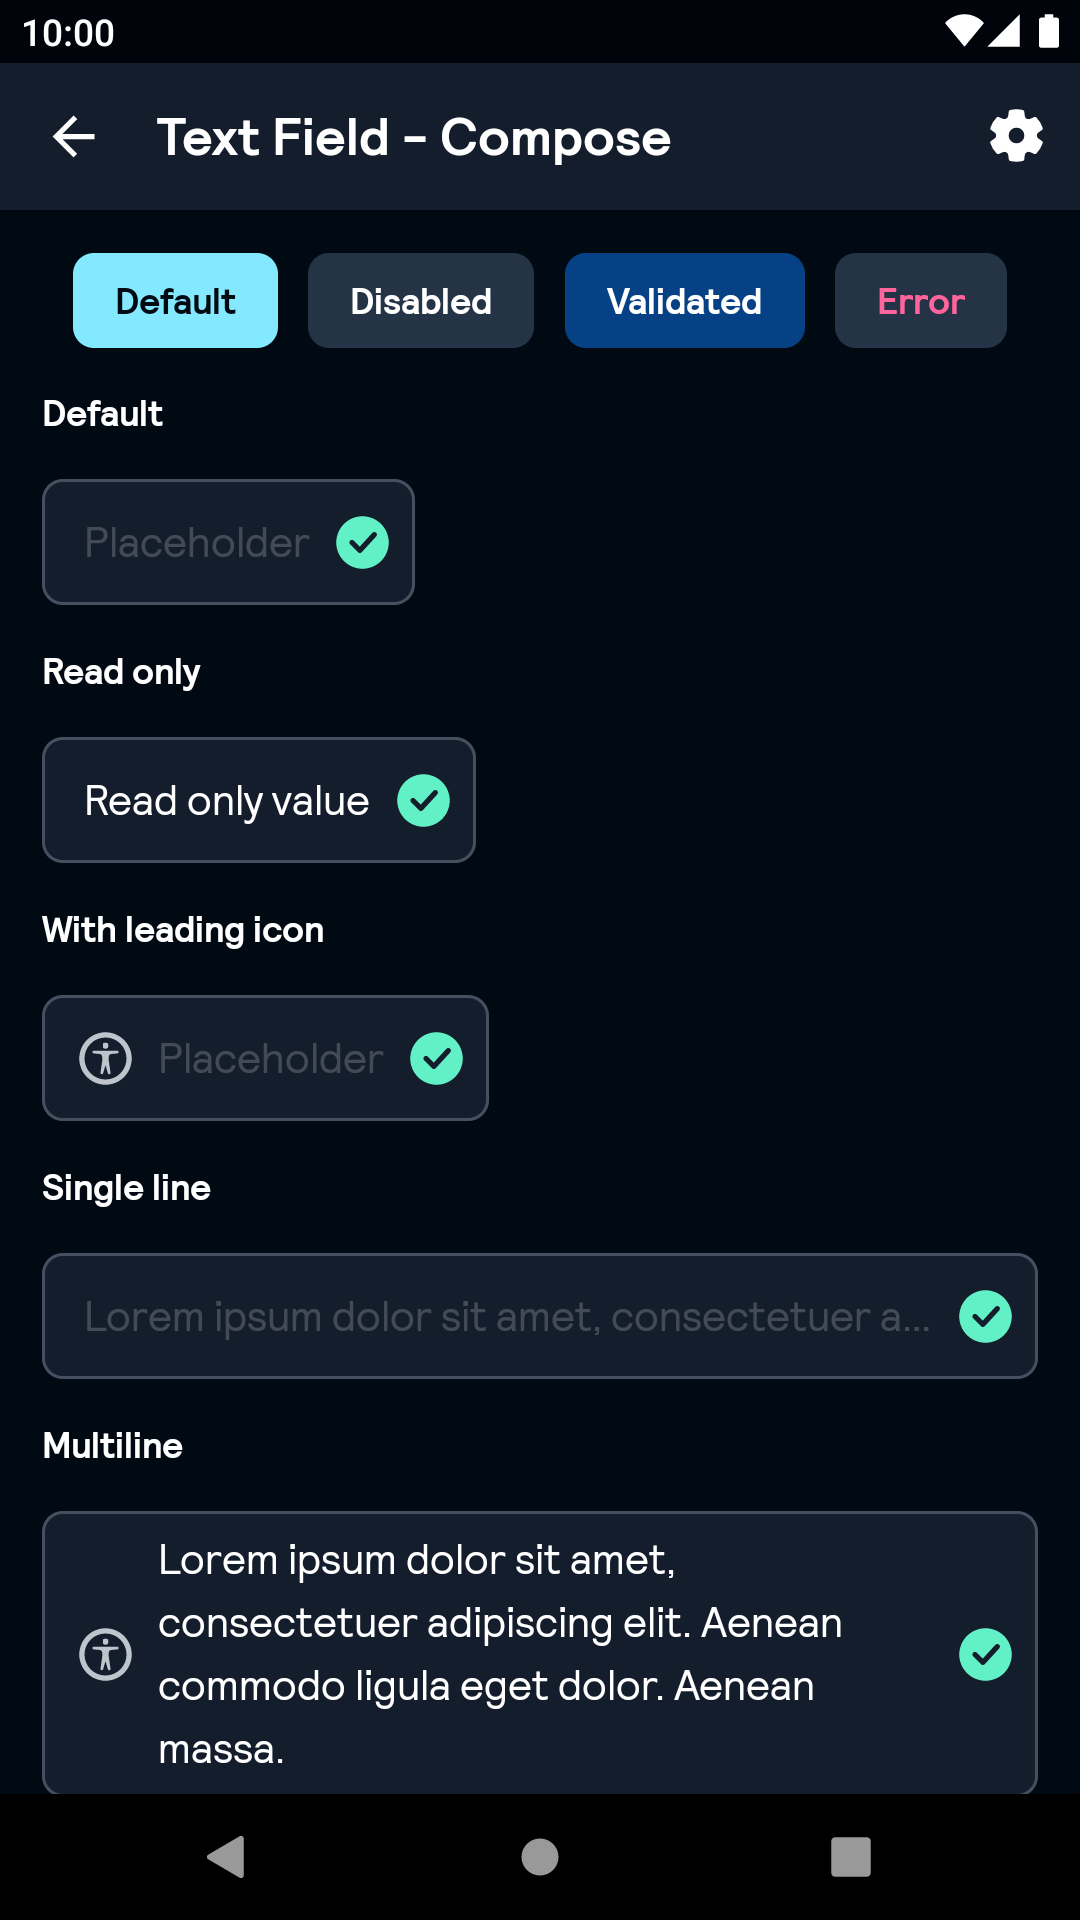 10:00
Text Field - Compose
Default Disabled Validated Error
Default
Placeholder
Read only
Read only value
With leading icon
Placeholder
Single line
Lorem ipsum dolor sit amet, consectetuer a...
Multiline
Lorem ipsum dolor sit amet,
consectetuer adipiscing elit. Aenean
commodo ligula eget dolor. Aenean
massa.